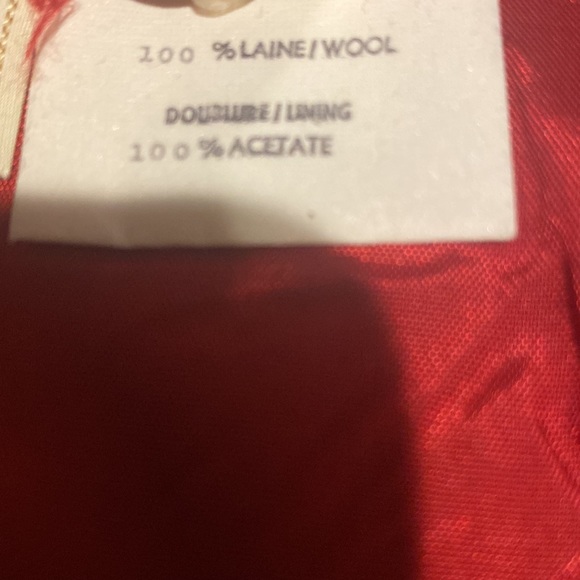 100 % LAINE/WOOL
DOUBLURE/LINING
100% ACETATE